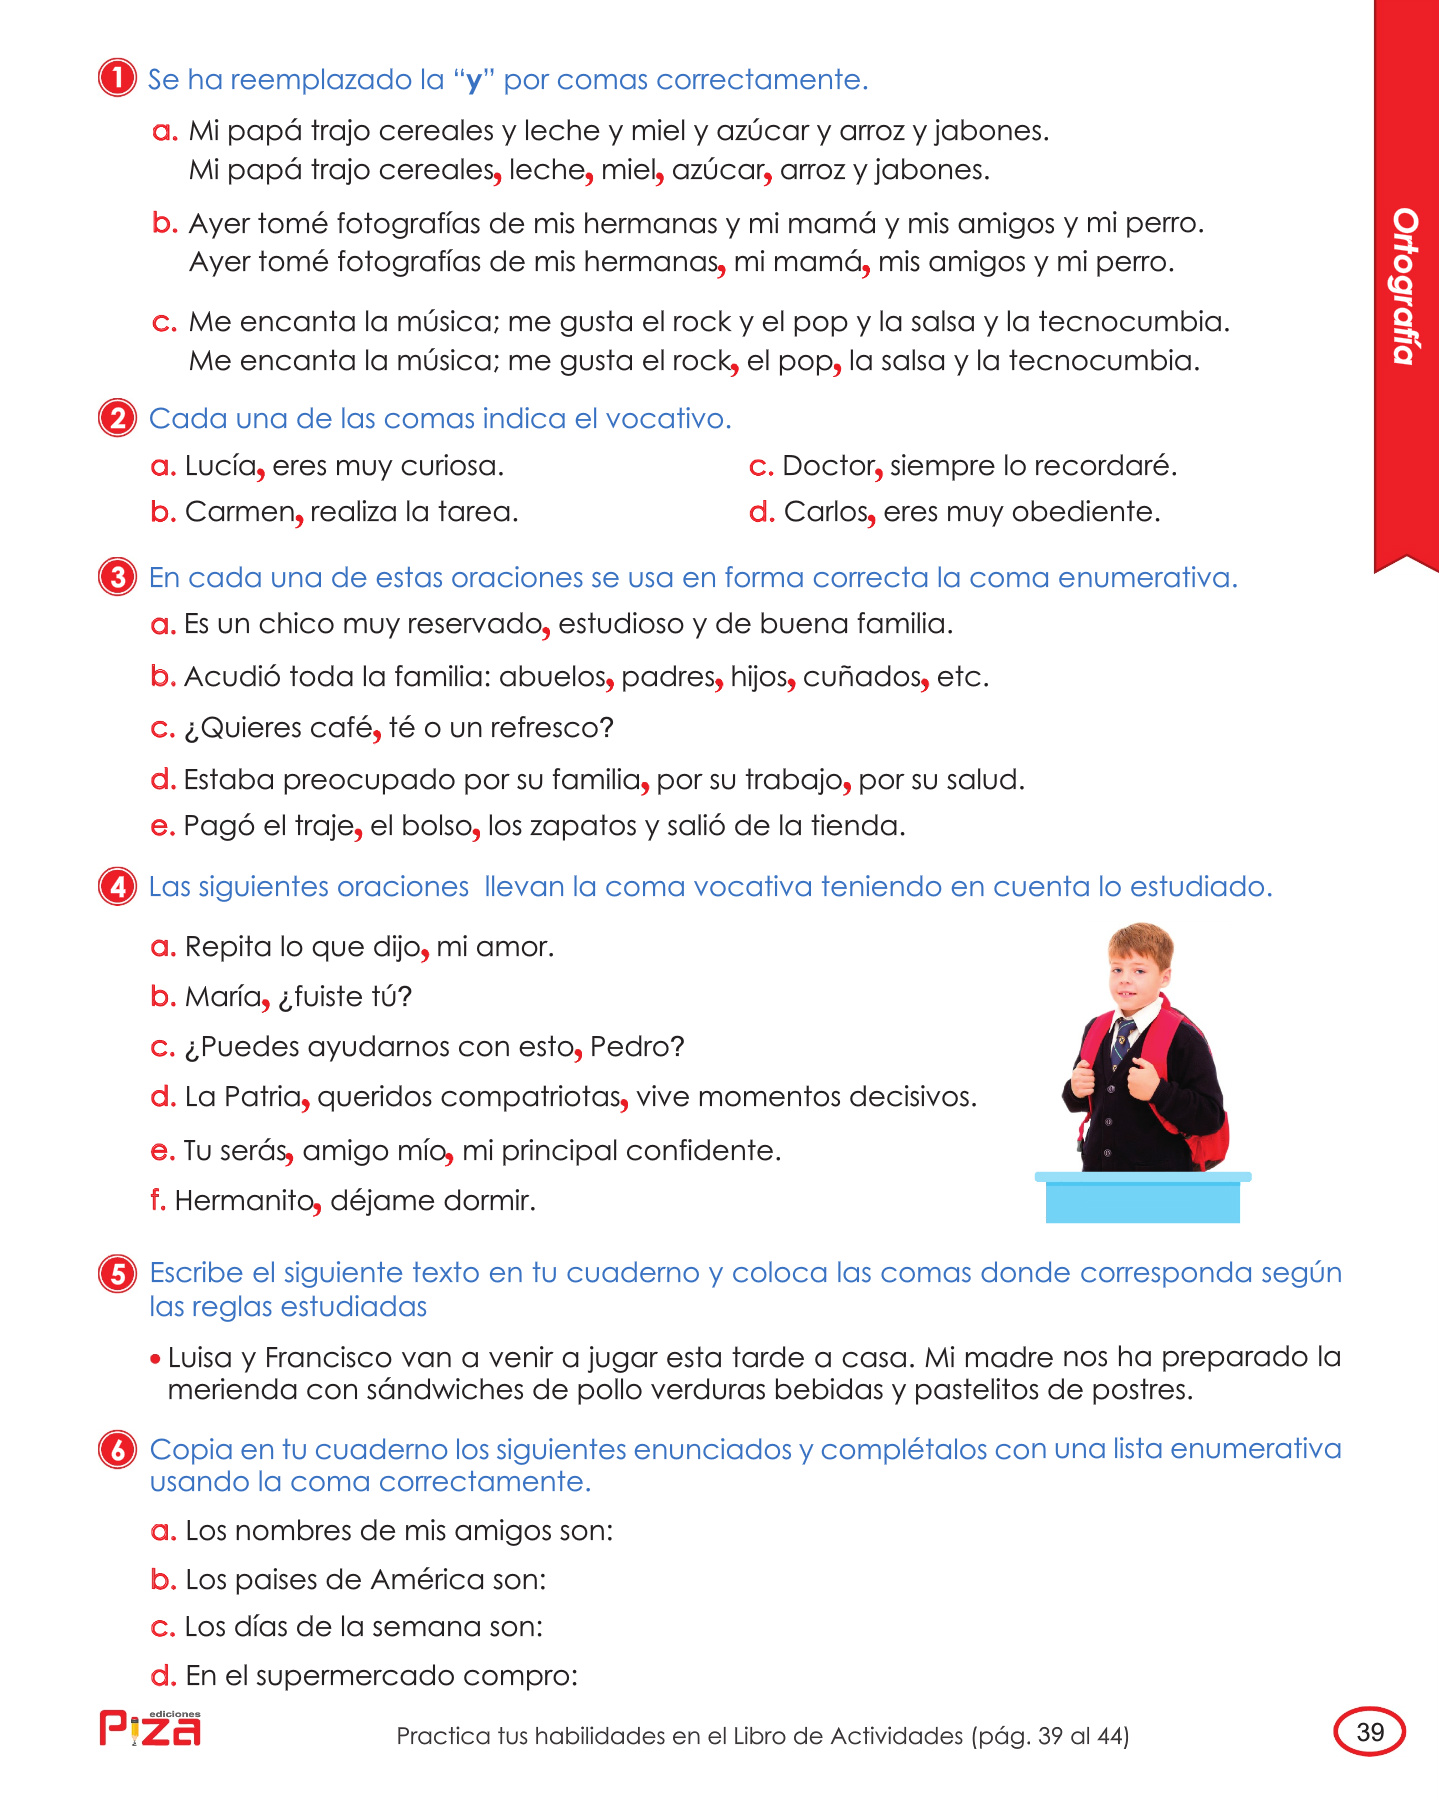 1 Se ha reemplazado la “y” por comas correctamente.
a. Mi papá trajo cereales y leche y miel y azúcar y arroz y jabones.
Mi papá trajo cereales, leche, miel, azúcar, arroz y jabones.
b. Ayer tomé fotografías de mis hermanas y mi mamá y mis amigos y mi perro.
Ayer tomé fotografías de mis hermanas, mi mamá, mis amigos y mi perro.
c. Me encanta la música; me gusta el rock y el pop y la salsa y la tecnocumbia.
Me encanta la música; me gusta el rock, el pop, la salsa y la tecnocumbia.
2 Cada una de las comas indica el vocativo.
a. Lucía, eres muy curiosa.
b. Carmen, realiza la tarea.
c. Doctor, siempre lo recordaré.
d. Carlos, eres muy obediente.
3 En cada una de estas oraciones se usa en forma correcta la coma enumerativa.
a. Es un chico muy reservado, estudioso y de buena familia.
b. Acudió toda la familia: abuelos, padres, hijos, cuñados, etc.
c. ¿Quieres café, té o un refresco?
d. Estaba preocupado por su familia, por su trabajo, por su salud.
e. Pagó el traje, el bolso, los zapatos y salió de la tienda.
4 Las siguientes oraciones llevan la coma vocativa teniendo en cuenta lo estudiado.
a. Repita lo que dijo, mi amor.
b. María, ¿fuiste tú?
c. ¿Puedes ayudarnos con esto, Pedro?
d. La Patria, queridos compatriotas, vive momentos decisivos.
e. Tu serás, amigo mío, mi principal confidente.
f. Hermanito, déjame dormir.
5 Escribe el siguiente texto en tu cuaderno y coloca las comas donde corresponda según
las reglas estudiadas
• Luisa y Francisco van a venir a jugar esta tarde a casa. Mi madre nos ha preparado la
merienda con sándwiches de pollo verduras bebidas y pastelitos de postres.
6 Copia en tu cuaderno los siguientes enunciados y complétalos con una lista enumerativa
usando la coma correctamente.
a. Los nombres de mis amigos son:
b. Los paises de América son:
c. Los días de la semana son:
d. En el supermercado compro:
ediciones
Piza
Practica tus habilidades en el Libro de Actividades (pág. 39 al 44)
39
Ortografía